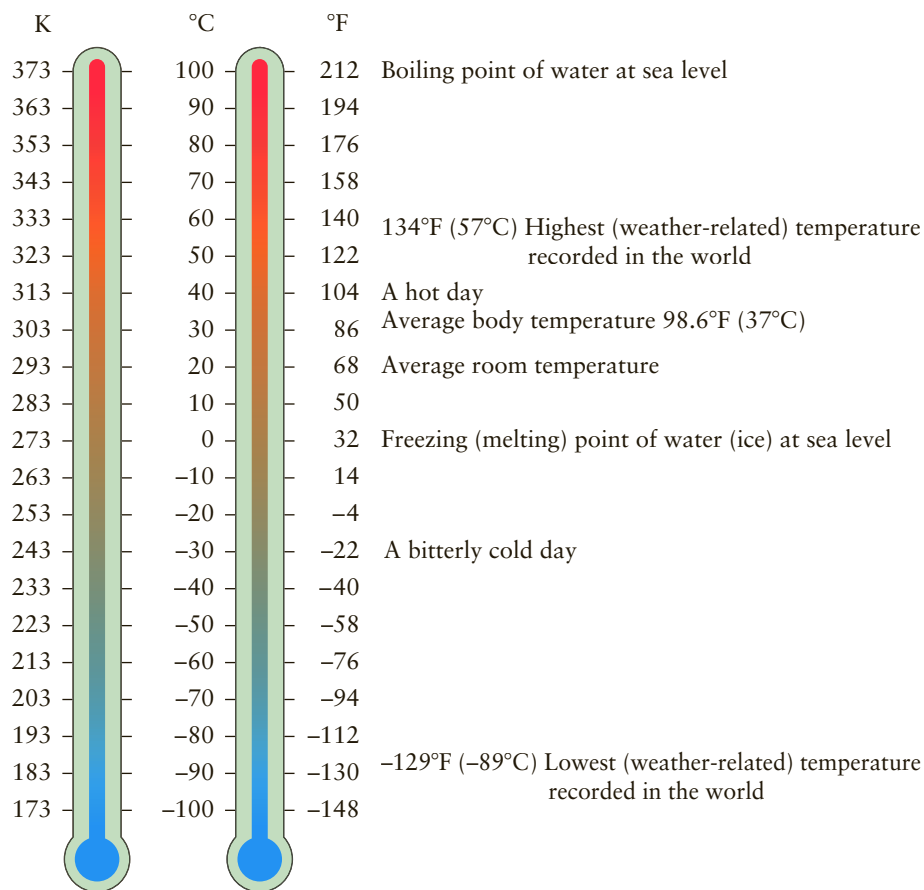 K °C °F
373 100 212 Boiling point of water at sea level
363 90 194
353 80 176
343 70 158
333 60 140
134°F (57°C) Highest (weather-related) temperature
323 50 122
recorded in the world
313 40 104 A hot day
Average body temperature 98.6°F (37°C)
303 30 86
293 20 68 Average room temperature
283 10 50
273 0 32 Freezing (melting) point of water (ice) at sea level
263 –10 14
253 –20 –4
243 –30 –22 A bitterly cold day
233 –40 –40
223 –50 –58
213 –60 –76
203 –70 –94
193 –80 –112
–129°F (–89°C) Lowest (weather-related) temperature
183 –90 –130
recorded in the world
173 –100 –148